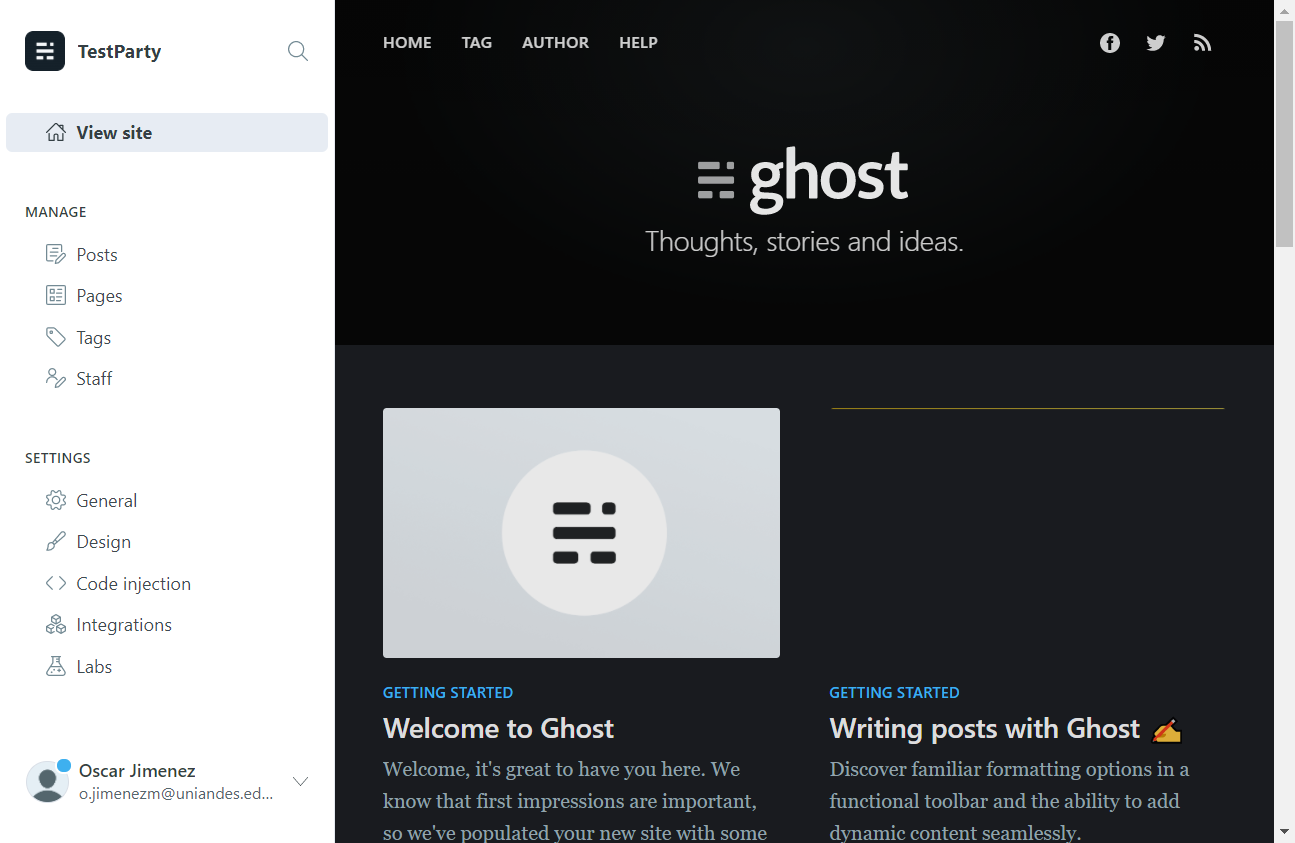 TestParty
View site
MANAGE
Posts
Pages
Tags
Staff
SETTINGS
General
Design
Code injection
Integrations
Labs
Oscar Jimenez
o.jimenezm@uniandes.ed...
HOME TAG AUTHOR HELP
ghost
Thoughts, stories and ideas.
GETTING STARTED
Welcome to Ghost
Welcome, it's great to have you here. We
know that first impressions are important,
so we've populated your new site with some
GETTING STARTED
Writing posts with Ghost ✍️
Discover familiar formatting options in a
functional toolbar and the ability to add
dynamic content seamlessly.